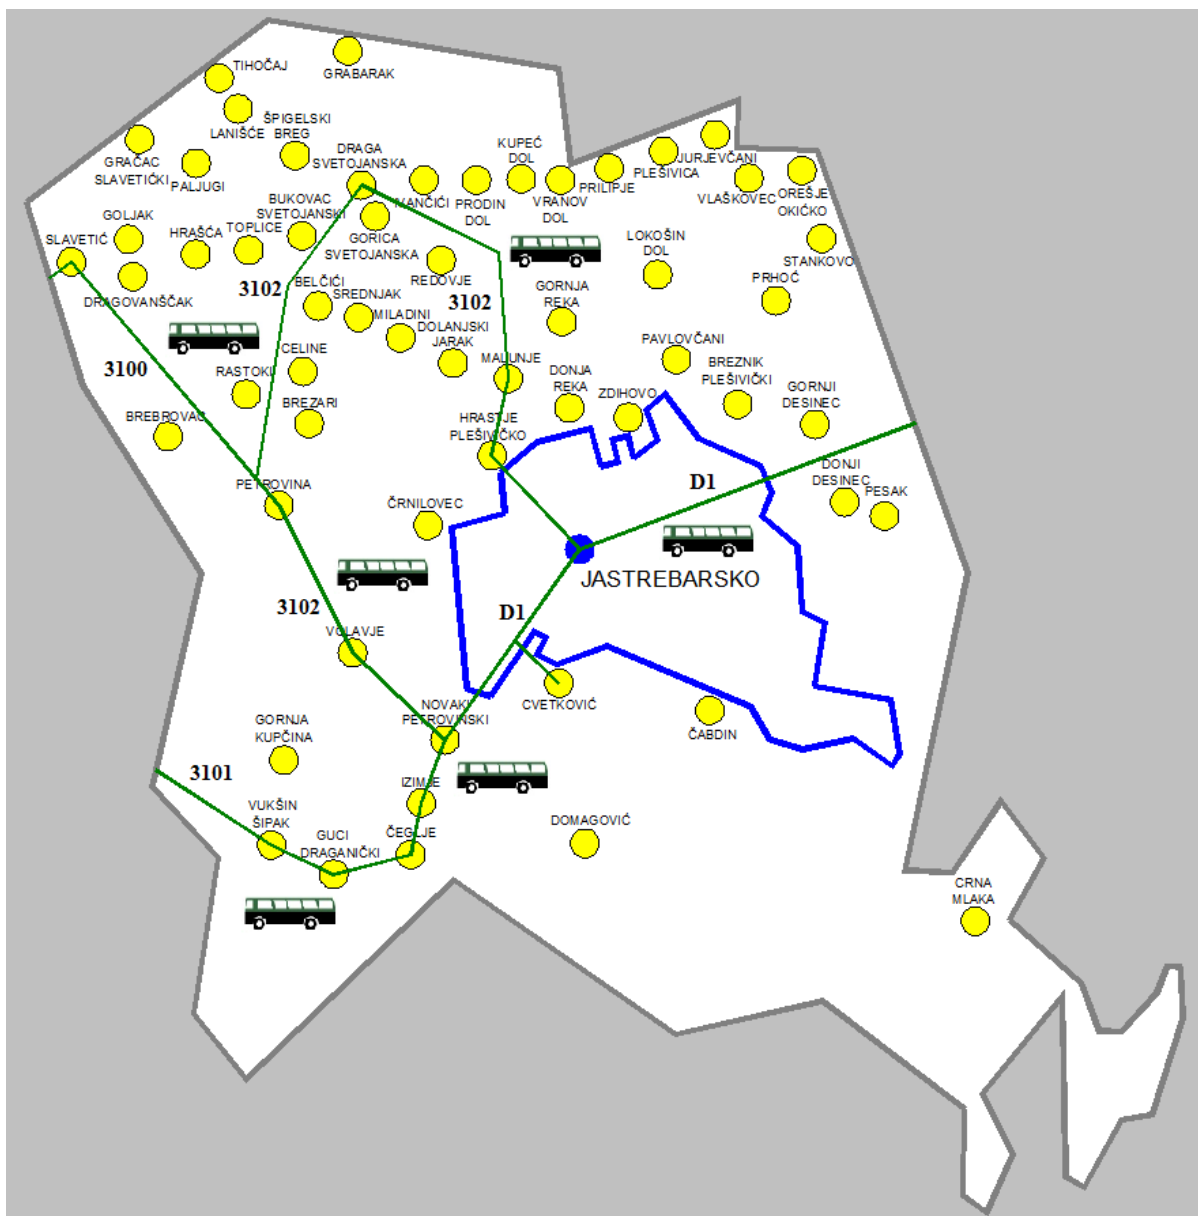 TIHOČAJ
GRABARAK
LANIŠĆE
ŠPIGELSKI
BREG
GRAČAC
SLAVETIĆKI
PALJUGI
DRAGA
SVETOJANSKA
KUPEĆ
DOL
IVANČIĆI
PRODIN
DOL
VRANOV
DOL
PRILIPJE
PLEŠIVICA
JURJEVČANI
VLAŠKOVEC
OREŠJE
OKIĆKO
BUKOVAC
SVETOJANSKI
GOLJAK
SLAVETIĆ
HRAŠĆA
TOPLICE
GORICA
SVETOJANSKA
LOKOŠIN
DOL
STANKOVO
DRAGOVANŠČAK
3102
BELČIĆI
SREDNJAK
REDOVJE
3102
GORNJA
REKA
PRHOĆ
MILADINI
DOLANJSKI
JARAK
3100
CELINE
RASTOKI
MALUNJE
DONJA
REKA
PAVLOVČANI
BREZNIK
PLEŠIVIČKI
GORNJI
DESINEC
BREBROVAC
BREZARI
ZDIHOVO
HRASTJE
PLEŠIVIČKO
PETROVINA
ČRNILOVEC
D1
DONJI
DESINEC
PESAK
JASTREBARSKO
3102
D1
VOLAVJE
CVETKOVIĆ
NOVAKI
PETROVINSKI
ČABDIN
GORNJA
KUPČINA
3101
IZIMJE
VUKŠIN
ŠIPAK
GUCI
DRAGANIČKI
ČEGLJE
DOMAGOVIĆ
CRNA
MLAKA